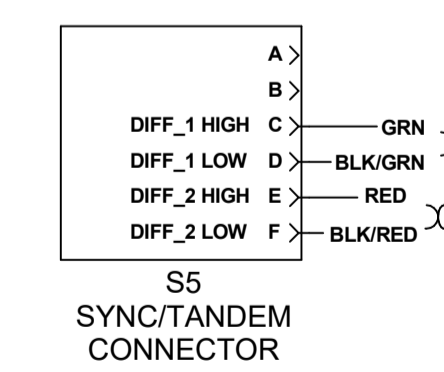 A
B
DIFF_1 HIGH C GRN
DIFF_1 LOW D BLK/GRN
DIFF_2 HIGH E RED
DIFF_2 LOW F BLK/RED
S5
SYNC/TANDEM
CONNECTOR